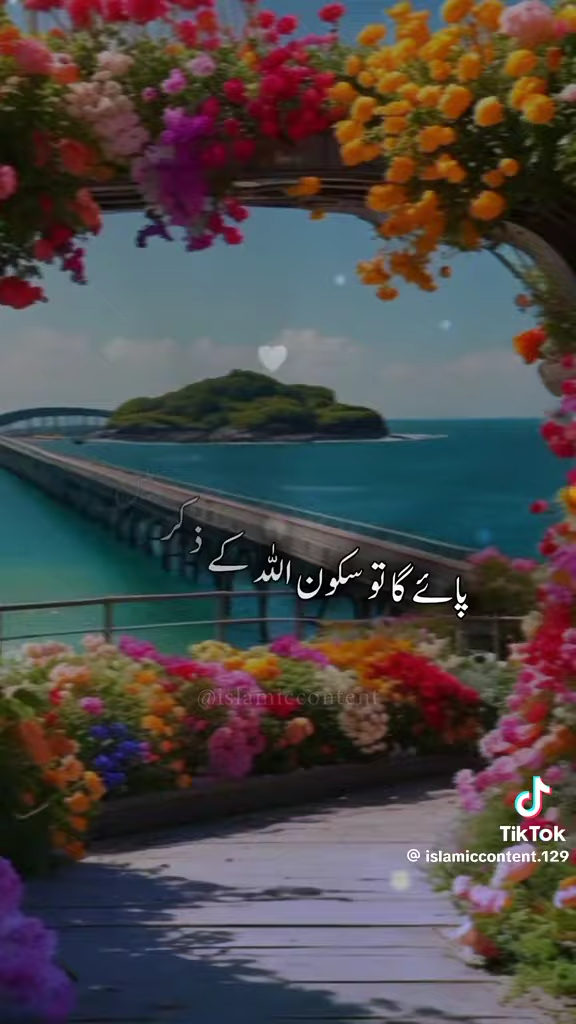 پائے گا تو سکون اللہ کے ذکر
@islamiccontent
TikTok
@ islamiccontent.129